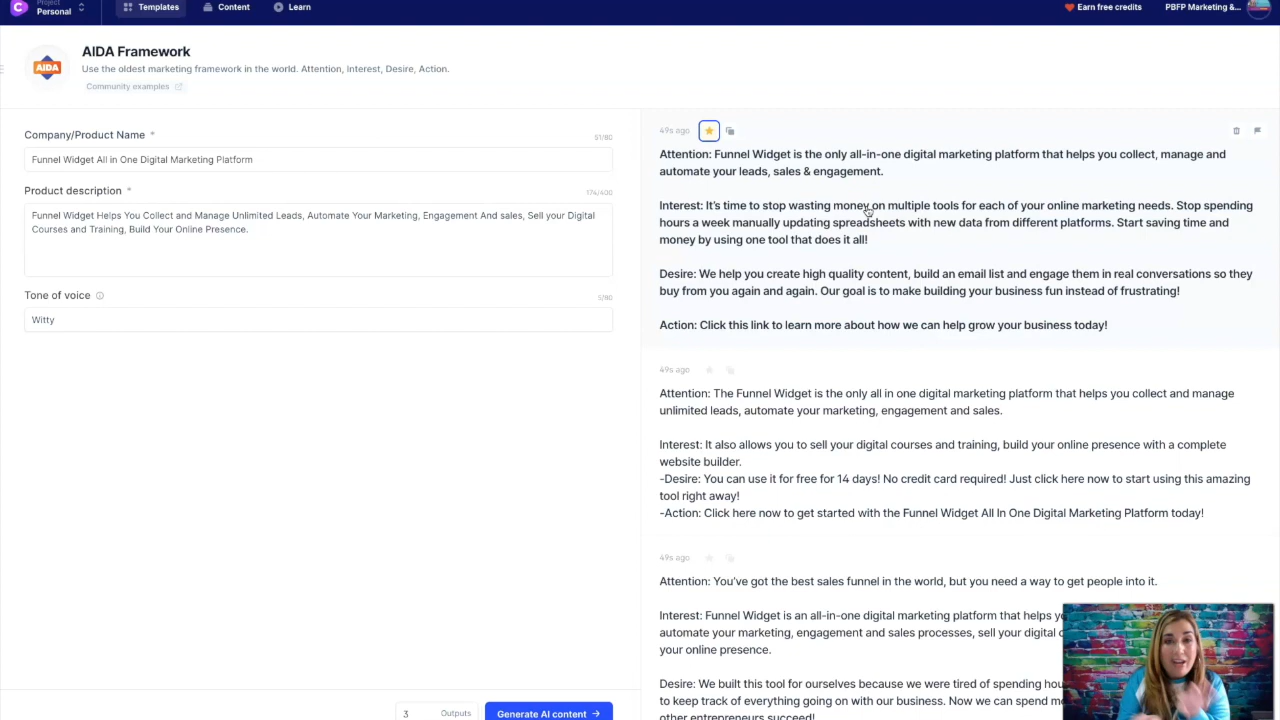 Project
Personal
Templates
Content
Learn
Earn free credits
PBFP Marketing &...
AIDA
AIDA Framework
Use the oldest marketing framework in the world. Attention, Interest, Desire, Action.
Community examples
Company/Product Name *
51/80
Funnel Widget All in One Digital Marketing Platform
Product description *
174/400
Funnel Widget Helps You Collect and Manage Unlimited Leads, Automate Your Marketing, Engagement And sales, Sell your Digital
Courses and Training, Build Your Online Presence.
Tone of voice
5/80
Witty
3
Outputs
Generate AI content
49s ago
Attention: Funnel Widget is the only all-in-one digital marketing platform that helps you collect, manage and
automate your leads, sales & engagement.
Interest: It's time to stop wasting money on multiple tools for each of your online marketing needs. Stop spending
hours a week manually updating spreadsheets with new data from different platforms. Start saving time and
money by using one tool that does it all!
Desire: We help you create high quality content, build an email list and engage them in real conversations so they
buy from you again and again. Our goal is to make building your business fun instead of frustrating!
Action: Click this link to learn more about how we can help grow your business today!
49s ago
Attention: The Funnel Widget is the only all in one digital marketing platform that helps you collect and manage
unlimited leads, automate your marketing, engagement and sales.
Interest: It also allows you to sell your digital courses and training, build your online presence with a complete
website builder.
-Desire: You can use it for free for 14 days! No credit card required! Just click here now to start using this amazing
tool right away!
-Action: Click here now to get started with the Funnel Widget All In One Digital Marketing Platform today!
49s ago
Attention: You've got the best sales funnel in the world, but you need a way to get people into it.
Interest: Funnel Widget is an all-in-one digital marketing platform that helps
automate your marketing, engagement and sales processes, sell your digital
your online presence.
Desire: We built this tool for ourselves because we were tired of spending
to keep track of everything going on with our business. Now we can spend
other entrepreneurs succeed!